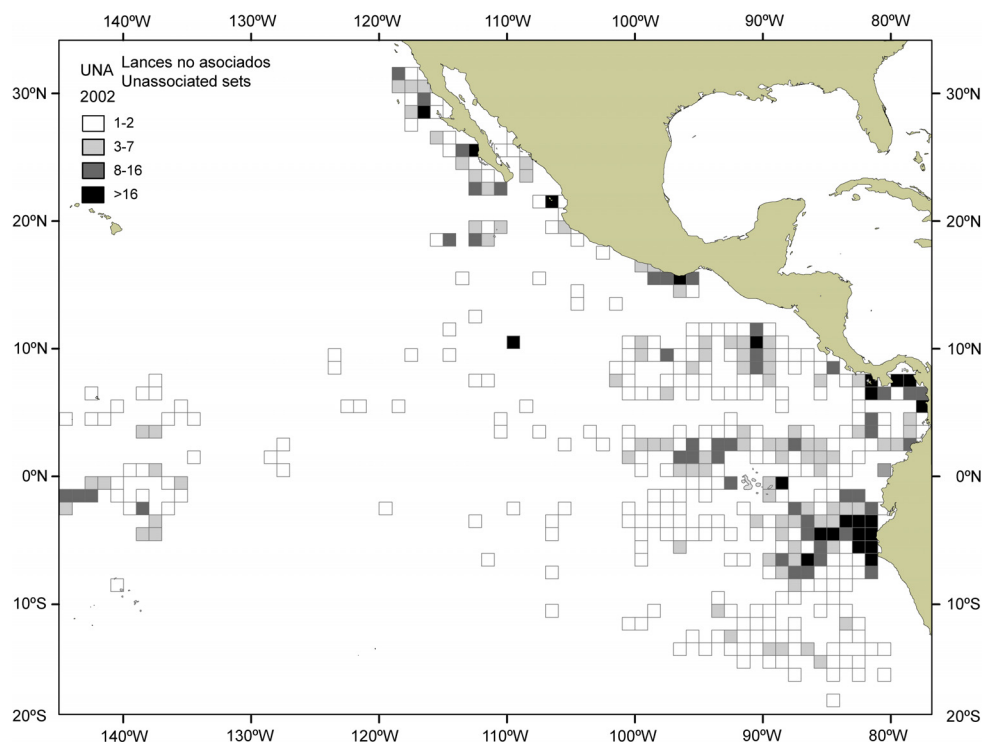 140ºW 130ºW 120ºW 110ºW 100ºW 90ºW 80ºW
UNA Lances no asociados
Unassociated sets
2002
1-2
3-7
8-16
>16
30ºN 30ºN
20ºN 20ºN
10ºN 10ºN
0ºN 0ºN
10ºS 10ºS
20ºS 20ºS
140ºW 130ºW 120ºW 110ºW 100ºW 90ºW 80ºW